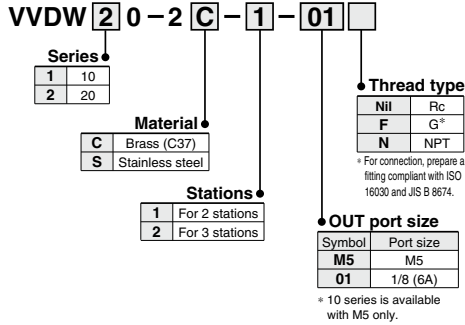 VVDW 2 0 – 2 C – 1 – 01
Series
1 10
2 20
Material
C Brass (C37)
S Stainless steel
Stations
1 For 2 stations
2 For 3 stations
Thread type
Nil Rc
F G*
N NPT
* For connection, prepare a
fitting compliant with ISO
16030 and JIS B 8674.
OUT port size
Symbol Port size
M5 M5
01 1/8 (6A)
* 10 series is available
with M5 only.